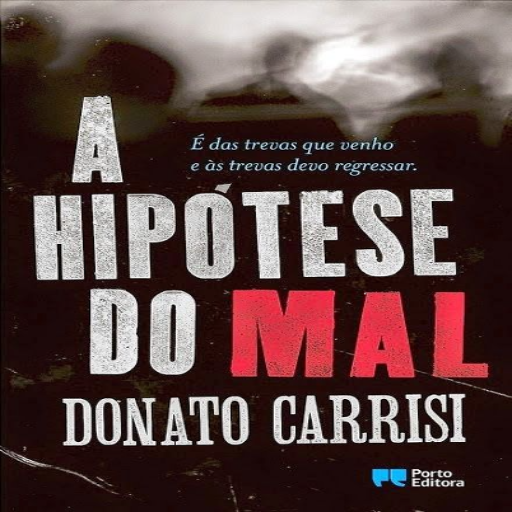 É das trevas que venho
e às trevas devo regressar.
A
HIPÓTESE
DO MAL
DONATO CARRISI
Porto
Editora